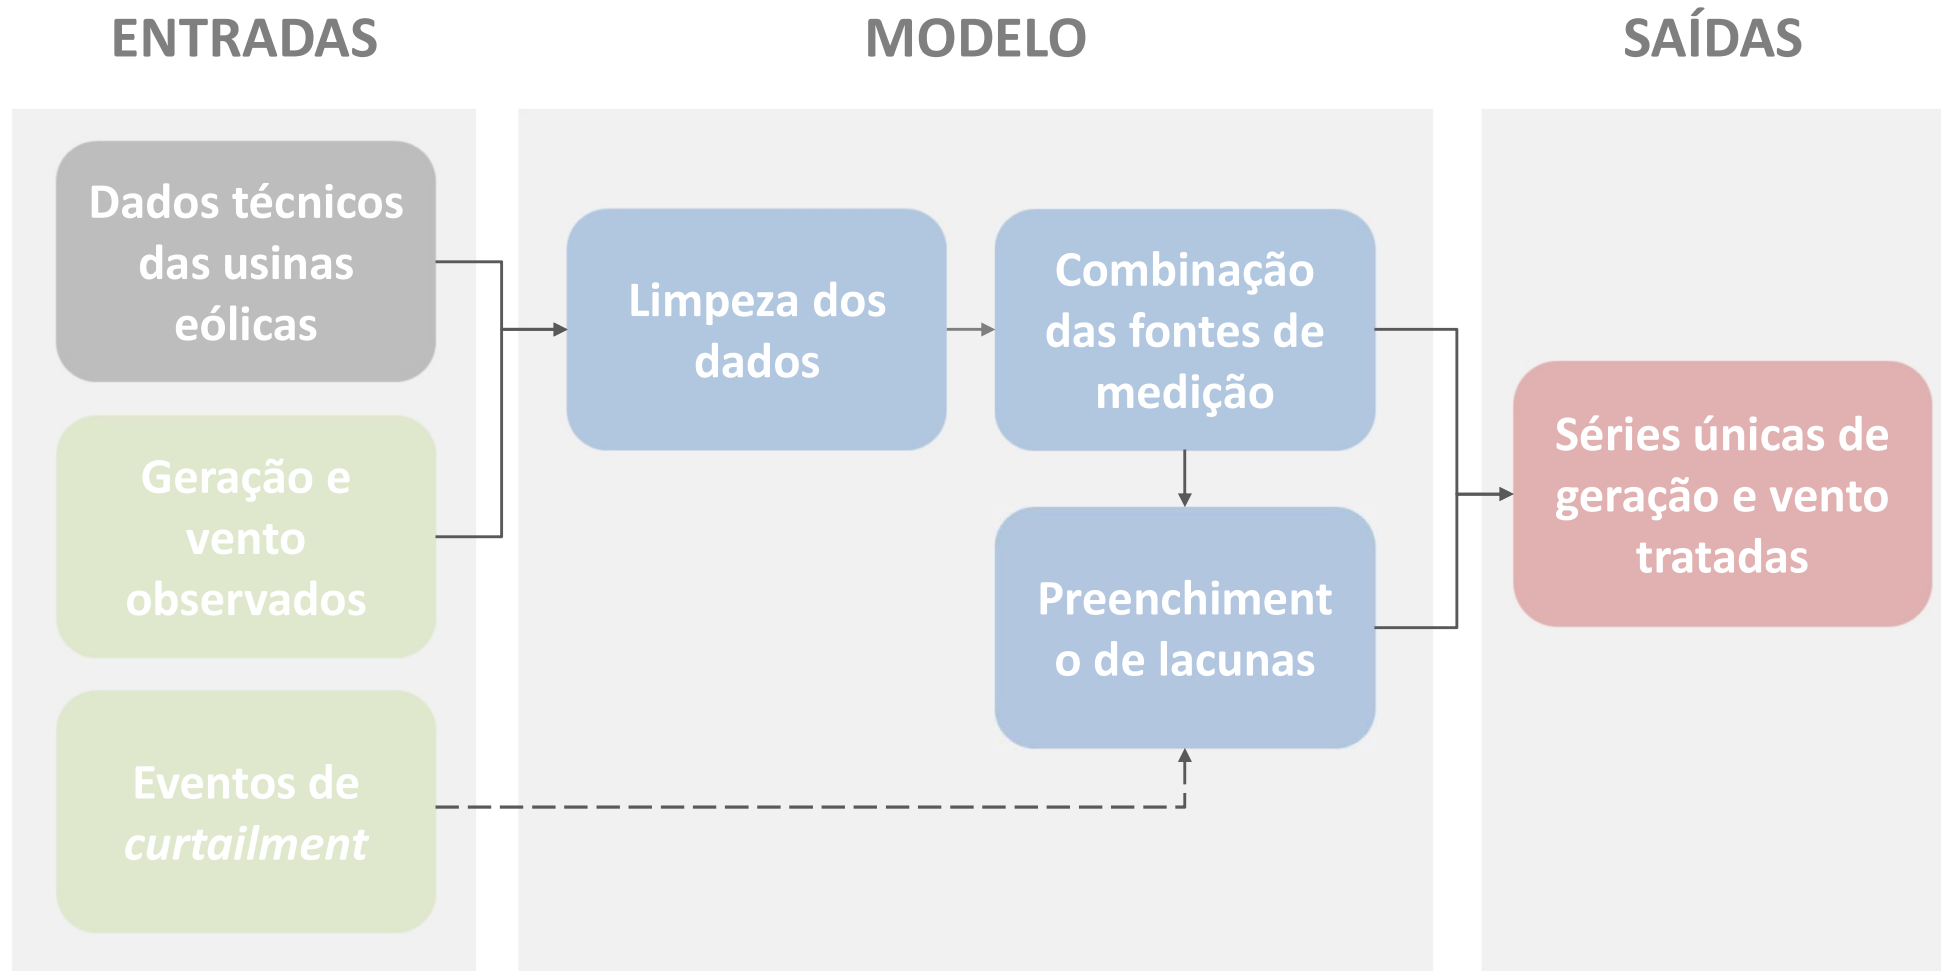 ENTRADAS
MODELO
SAÍDAS
Dados técnicos
das usinas
eólicas
Geração e
vento
observados
Eventos de
curtailment
Limpeza dos
dados
Combinação
das fontes de
medição
Preenchiment
o de lacunas
Séries únicas de
geração e vento
tratadas